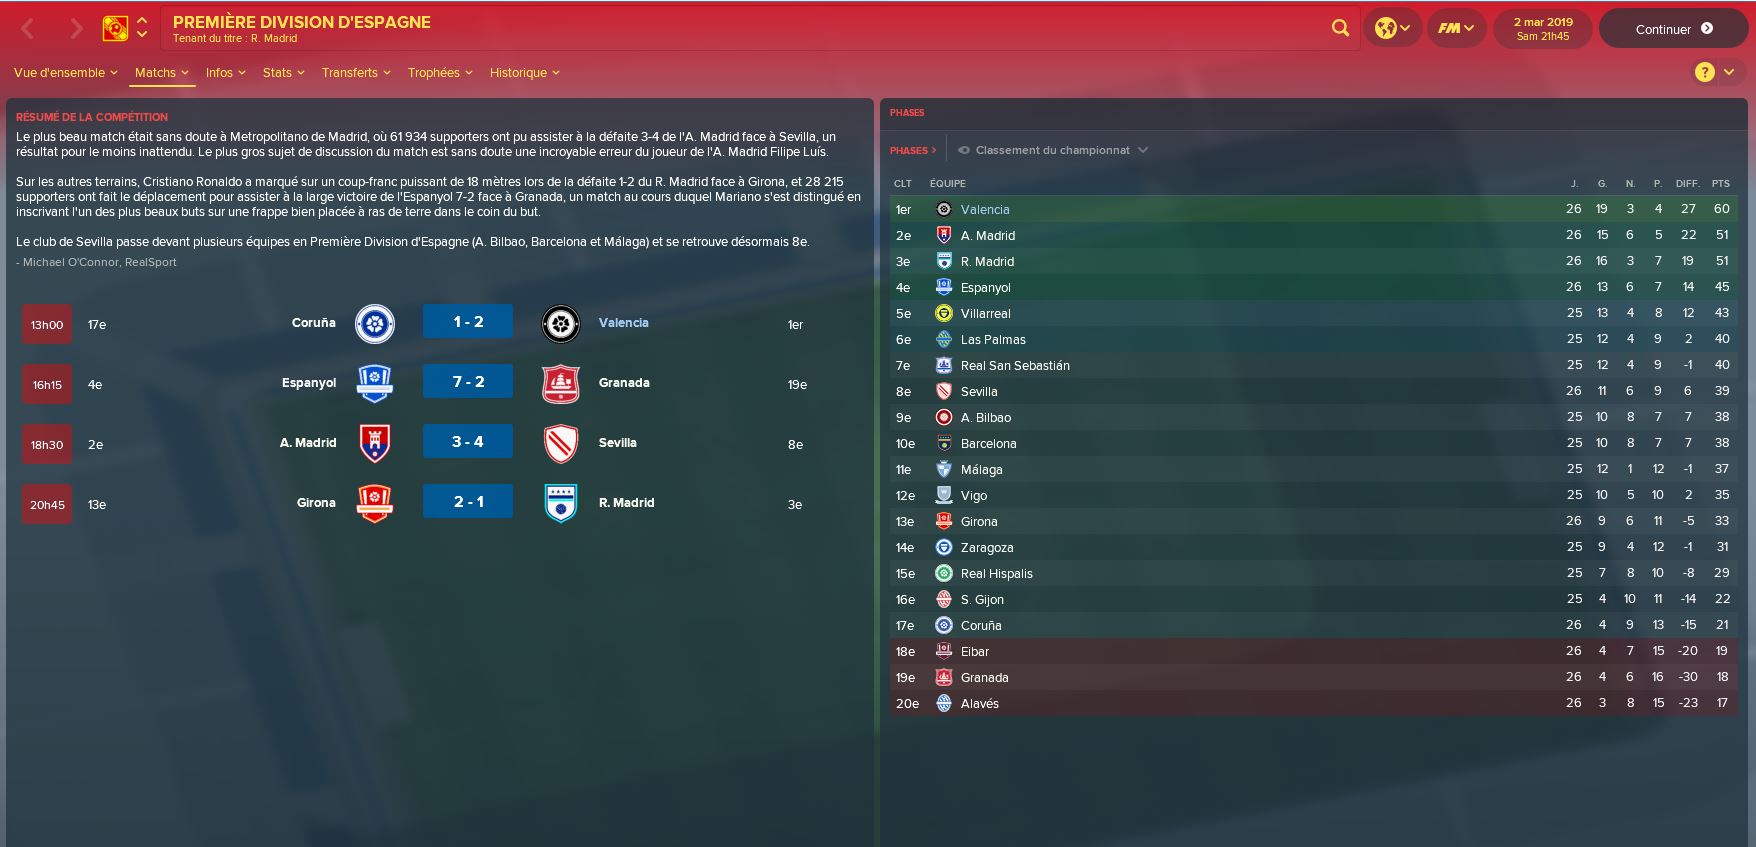 PREMIÈRE DIVISION D'ESPAGNE
Tenant du titre : R. Madrid
FM
2 mar 2019
Sam 21h45
Continuer
Vue d'ensemble Matchs Infos Stats Transferts Trophées Historique
?
RÉSUMÉ DE LA COMPÉTITION
Le plus beau match était sans doute à Metropolitano de Madrid, où 61 934 supporters ont pu assister à la défaite 3-4 de l'A. Madrid face à Sevilla, un
résultat pour le moins inattendu. Le plus gros sujet de discussion du match est sans doute une incroyable erreur du joueur de l'A. Madrid Filipe Luís.
Sur les autres terrains, Cristiano Ronaldo a marqué sur un coup-franc puissant de 18 mètres lors de la défaite 1-2 du R. Madrid face à Girona, et 28 215
supporters ont fait le déplacement pour assister à la large victoire de l'Espanyol 7-2 face à Granada, un match au cours duquel Mariano s'est distingué en
inscrivant l'un des plus beaux buts sur une frappe bien placée à ras de terre dans le coin du but.
Le club de Sevilla passe devant plusieurs équipes en Première Division d'Espagne (A. Bilbao, Barcelona et Málaga) et se retrouve désormais 8e.
- Michael O'Connor, RealSport
13h00 17e Coruña 1 - 2 Valencia 1er
16h15 4e Espanyol 7 - 2 Granada 19e
18h30 2e A. Madrid 3 - 4 Sevilla 8e
20h45 13e Girona 2 - 1 R. Madrid 3e
PHASES
PHASES > Classement du championnat
CLT ÉQUIPE J. G. N. P. DIFF. PTS
1er Valencia 26 19 3 4 27 60
2e A. Madrid 26 15 6 5 22 51
3e R. Madrid 26 16 3 7 19 51
4e Espanyol 26 13 6 7 14 45
5e Villarreal 25 13 4 8 12 43
6e Las Palmas 25 12 4 9 2 40
7e Real San Sebastián 25 12 4 9 -1 40
8e Sevilla 26 11 6 9 6 39
9e A. Bilbao 25 10 8 7 7 38
10e Barcelona 25 10 8 7 7 38
11e Málaga 25 12 1 12 -1 37
12e Vigo 25 10 5 10 2 35
13e Girona 26 9 6 11 -5 33
14e Zaragoza 25 9 4 12 -1 31
15e Real Hispalis 25 7 8 10 -8 29
16e S. Gijon 25 4 10 11 -14 22
17e Coruña 26 4 9 13 -15 21
18e Eibar 26 4 7 15 -20 19
19e Granada 26 4 6 16 -30 18
20e Alavés 26 3 8 15 -23 17